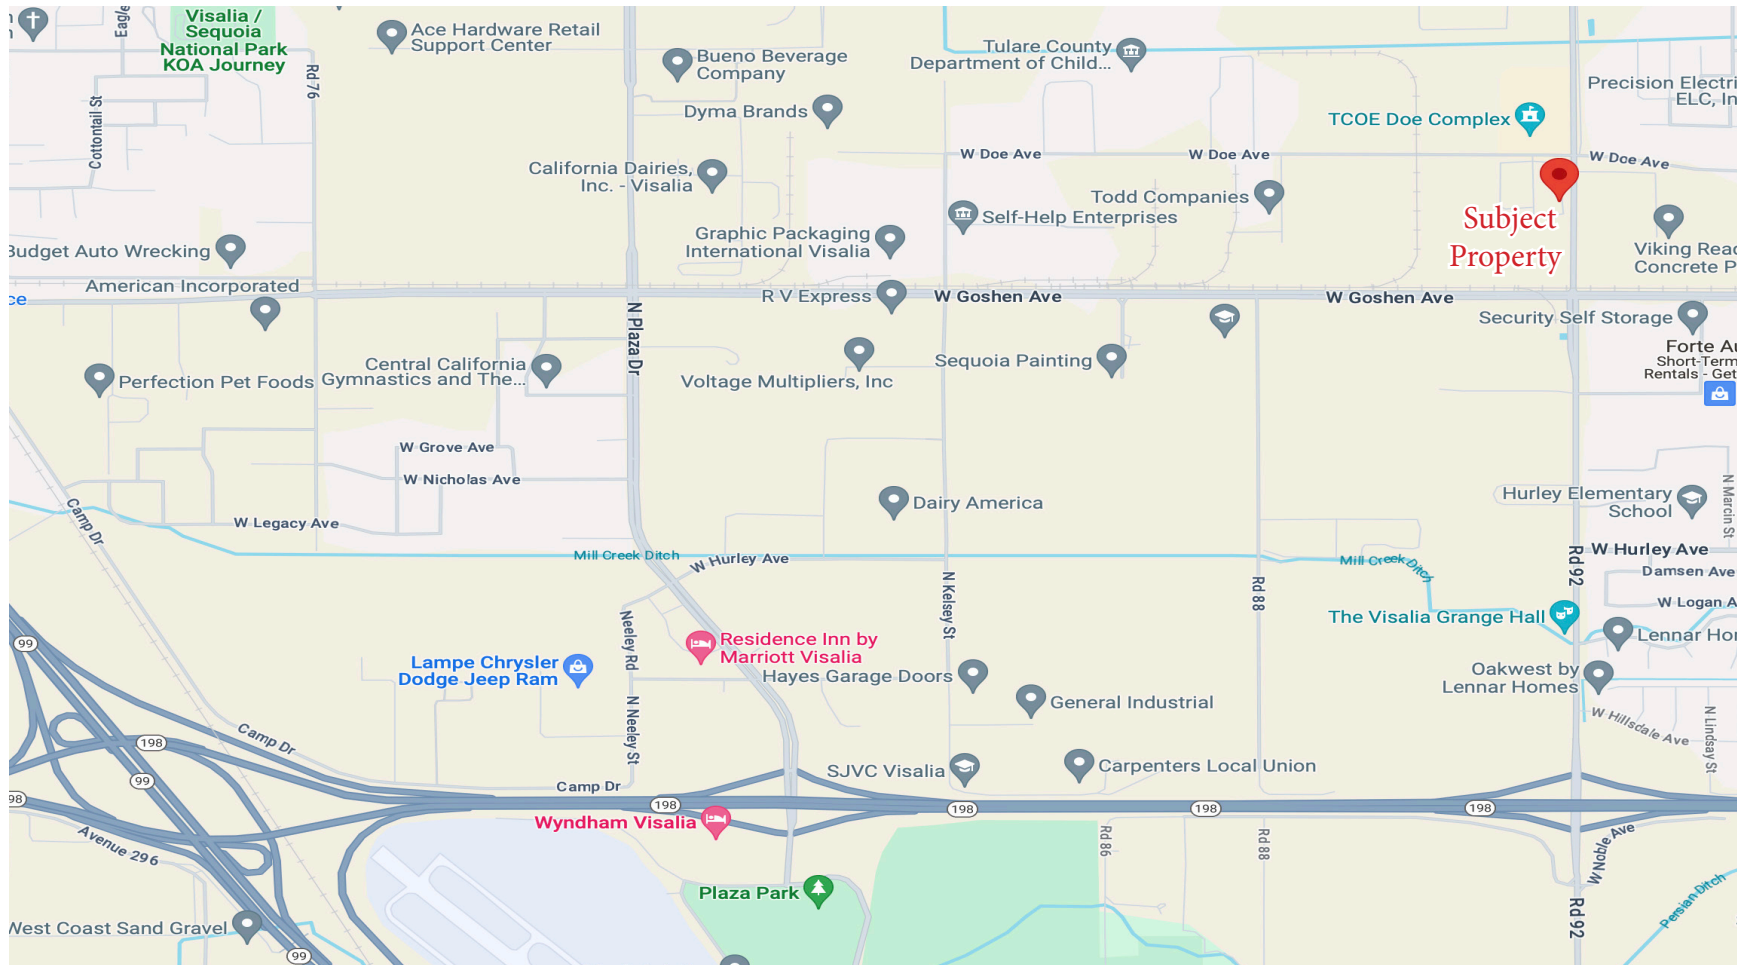 Visalia /
Sequoia
National Park
KOA Journey
Eagle
Ace Hardware Retail
Support Center
Bueno Beverage
Company
Tulare County
Department of Child...
Precision Electri
ELC, In
Rd 76
Cottontail St
Dyma Brands
TCOE Doe Complex
W Doe Ave
W Doe Ave
W Doe Ave
California Dairies,
Inc. - Visalia
Todd Companies
Self-Help Enterprises
Subject
Property
Graphic Packaging
International Visalia
Viking Read
Concrete P
Budget Auto Wrecking
American Incorporated
ce
R V Express
W Goshen Ave
W Goshen Ave
N Plaza Dr
Security Self Storage
Forte Au
Short-Term
Rentals - Get
Central California
Gymnastics and The...
Perfection Pet Foods
Voltage Multipliers, Inc
Sequoia Painting
W Grove Ave
W Nicholas Ave
W Legacy Ave
Camp Dr
Dairy America
Hurley Elementary
School
N Marcin St
Mill Creek Ditch
W Hurley Ave
Mill Creek Ditch
W Hurley Ave
Rd 92
Damsen Ave
W Logan A
N Kelsey St
Rd 88
The Visalia Grange Hall
Lennar Hor
Neeley Rd
Residence Inn by
Marriott Visalia
Lampe Chrysler
Dodge Jeep Ram
Hayes Garage Doors
General Industrial
Oakwest by
Lennar Homes
W Hillsdale Ave
N Lindsay St
N Neeley St
99
198
Camp Dr
99
98
Camp Dr
SJVC Visalia
Carpenters Local Union
198
198
198
198
Wyndham Visalia
Avenue 296
Rd 86
Rd 88
W Noble Ave
Plaza Park
Persian Ditch
Rd 92
West Coast Sand Gravel
99